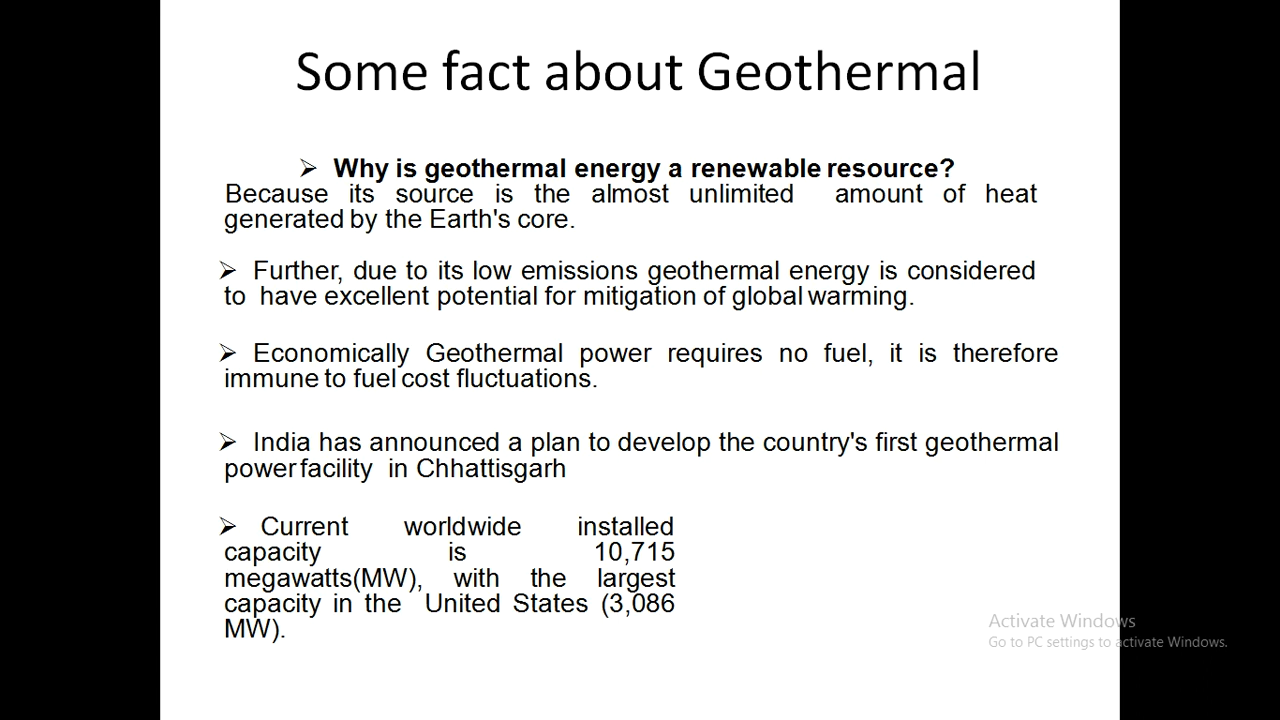 Some fact about Geothermal
➢ Why is geothermal energy a renewable resource?
Because its source is the almost unlimited amount of heat
generated by the Earth's core.
➢ Further, due to its low emissions geothermal energy is considered
to have excellent potential for mitigation of global warming.
➢ Economically Geothermal power requires no fuel, it is therefore
immune to fuel cost fluctuations.
➢ India has announced a plan to develop the country's first geothermal
power facility in Chhattisgarh
➢ Current worldwide installed
capacity is 10,715
megawatts(MW), with the largest
capacity in the United States (3,086
MW).
Activate Windows
Go to PC settings to activate Windows.